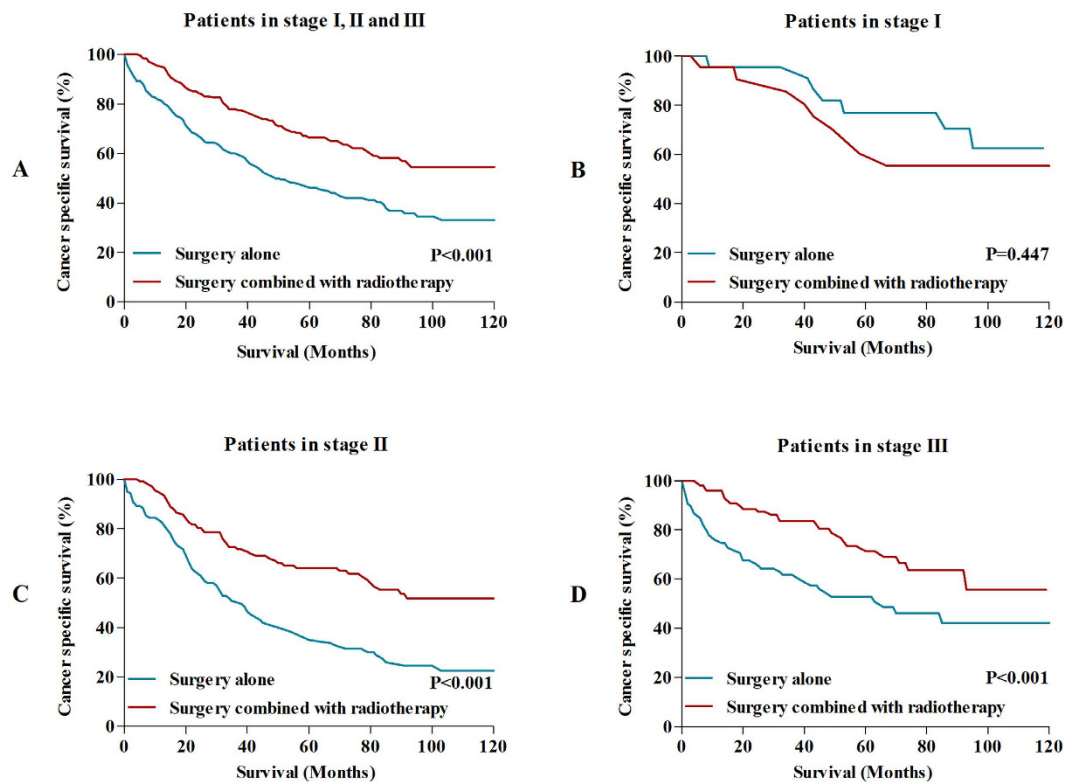 Patients in stage I, II and III
A
Cancer specific survival (%)
100
80
60
40
20
0
Surgery alone
P<0.001
Surgery combined with radiotherapy
0 20 40 60 80 100 120
Survival (Months)
Patients in stage I
B
Cancer specific survival (%)
100
80
60
40
20
0
Surgery alone
P=0.447
Surgery combined with radiotherapy
0 20 40 60 80 100 120
Survival (Months)
Patients in stage II
C
Cancer specific survival (%)
100
80
60
40
20
0
Surgery alone
P<0.001
Surgery combined with radiotherapy
0 20 40 60 80 100 120
Survival (Months)
Patients in stage III
D
Cancer specific survival (%)
100
80
60
40
20
0
Surgery alone
P<0.001
Surgery combined with radiotherapy
0 20 40 60 80 100 120
Survival (Months)